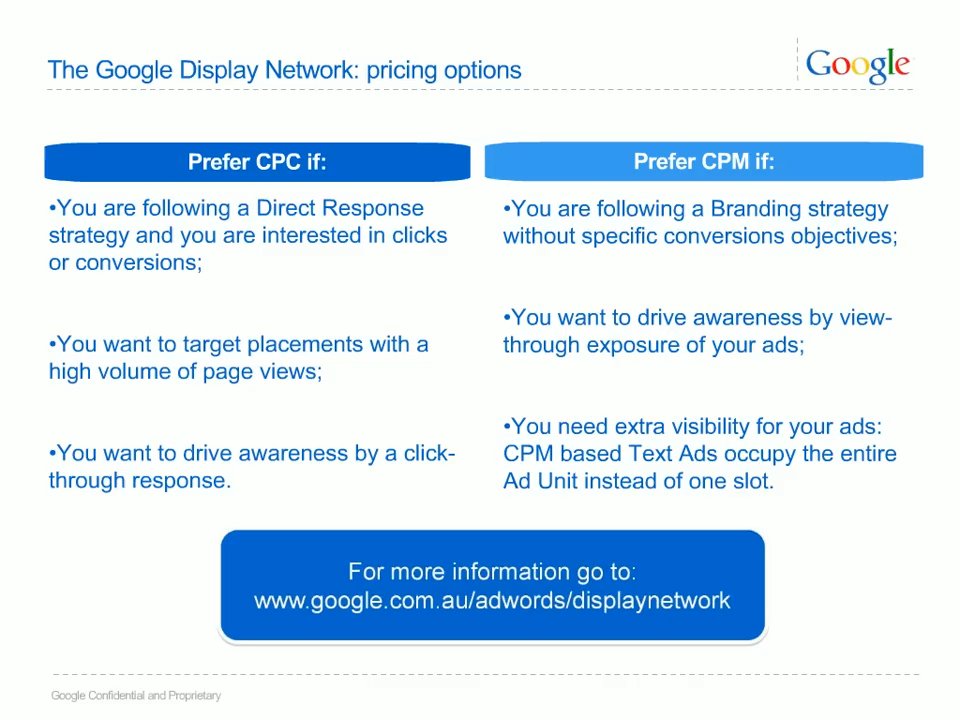 The Google Display Network: pricing options
Google
Prefer CPC if:
•You are following a Direct Response
strategy and you are interested in clicks
or conversions;
•You want to target placements with a
high volume of page views;
•You want to drive awareness by a click-
through response.
Prefer CPM if:
•You are following a Branding strategy
without specific conversions objectives;
•You want to drive awareness by view-
through exposure of your ads;
•You need extra visibility for your ads:
CPM based Text Ads occupy the entire
Ad Unit instead of one slot.
For more information go to:
www.google.com.au/adwords/displaynetwork
Google Confidential and Proprietary